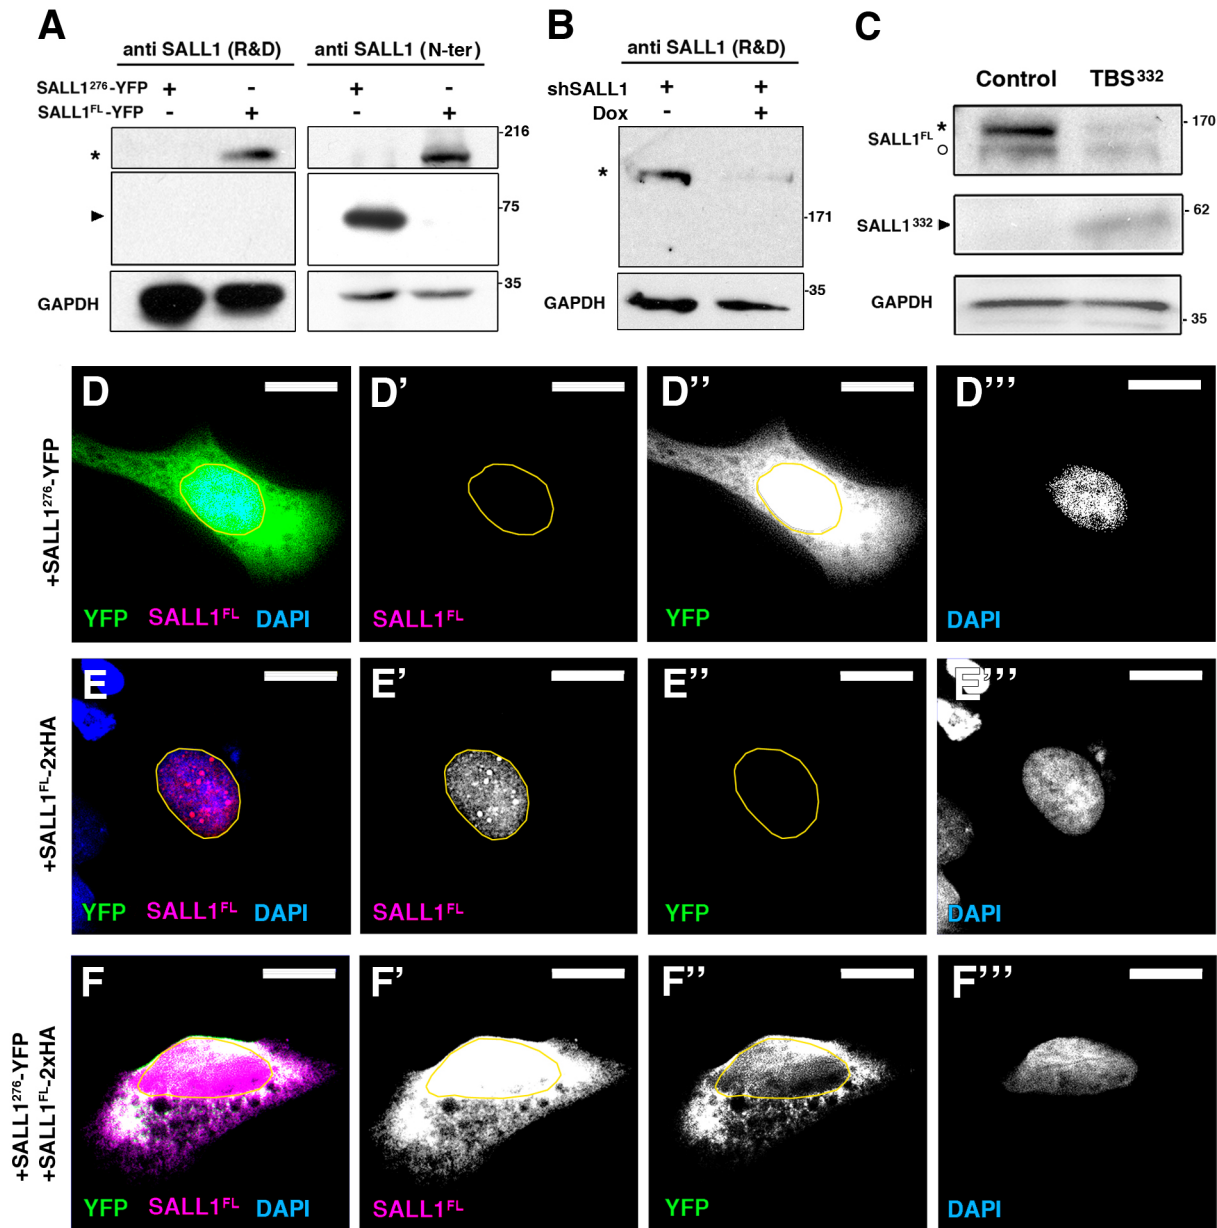 A
anti SALL1 (R&D) anti SALL1 (N-ter)
SALL1²⁷⁶-YFP + - + -
SALL1ᶠᴸ-YFP - + - +
*
-216
►
-75
GAPDH
-35
B
anti SALL1 (R&D)
shSALL1 + +
Dox - +
*
-171
-35
GAPDH
C
Control TBS³³²
SALL1ᶠᴸ * ○
- 170
SALL1³³² ►
- 62
GAPDH
- 35
+SALL1²⁷⁶-YFP
D D’ D’’ D’’’
YFP SALL1ᶠᴸ DAPI SALL1ᶠᴸ YFP DAPI
+SALL1ᶠᴸ-2xHA
E E’ E’’ E’’’
YFP SALL1ᶠᴸ DAPI SALL1ᶠᴸ YFP DAPI
+SALL1²⁷⁶-YFP
+SALL1ᶠᴸ-2xHA
F F’ F’’ F’’’
YFP SALL1ᶠᴸ DAPI SALL1ᶠᴸ YFP DAPI